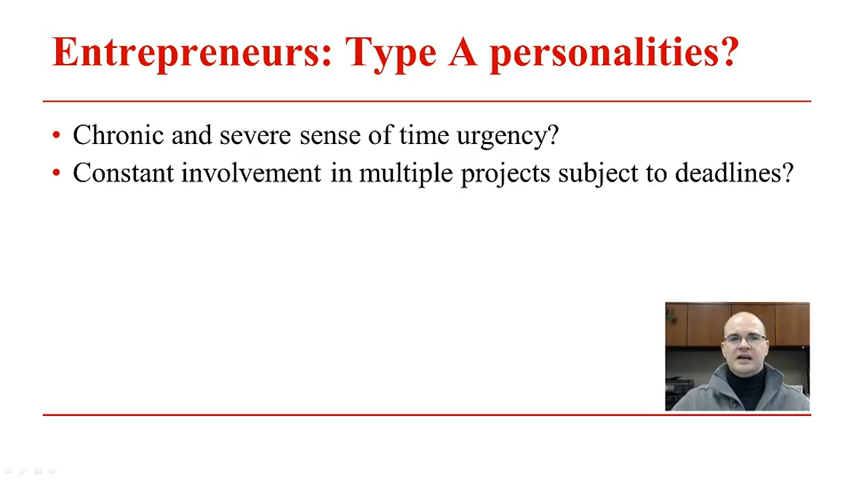 Entrepreneurs: Type A personalities?
• Chronic and severe sense of time urgency?
• Constant involvement in multiple projects subject to deadlines?